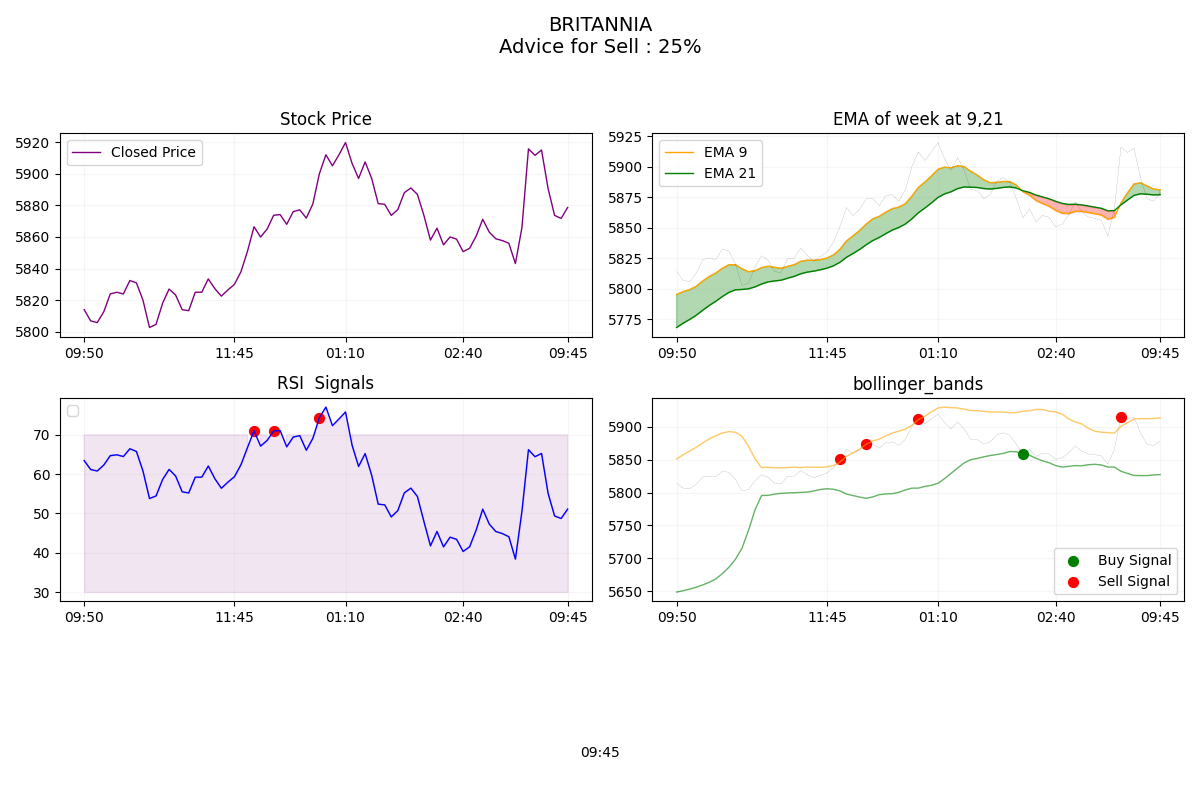 BRITANNIA
Advice for Sell : 25%
Stock Price
5920
5900
5880
5860
5840
5820
5800
Closed Price
09:50 11:45 01:10 02:40 09:45
EMA of week at 9,21
5925
5900
5875
5850
5825
5800
5775
EMA 9
EMA 21
09:50 11:45 01:10 02:40 09:45
RSI  Signals
70
60
50
40
30
09:50 11:45 01:10 02:40 09:45
bollinger_bands
5900
5850
5800
5750
5700
5650
Buy Signal
Sell Signal
09:50 11:45 01:10 02:40 09:45
09:45